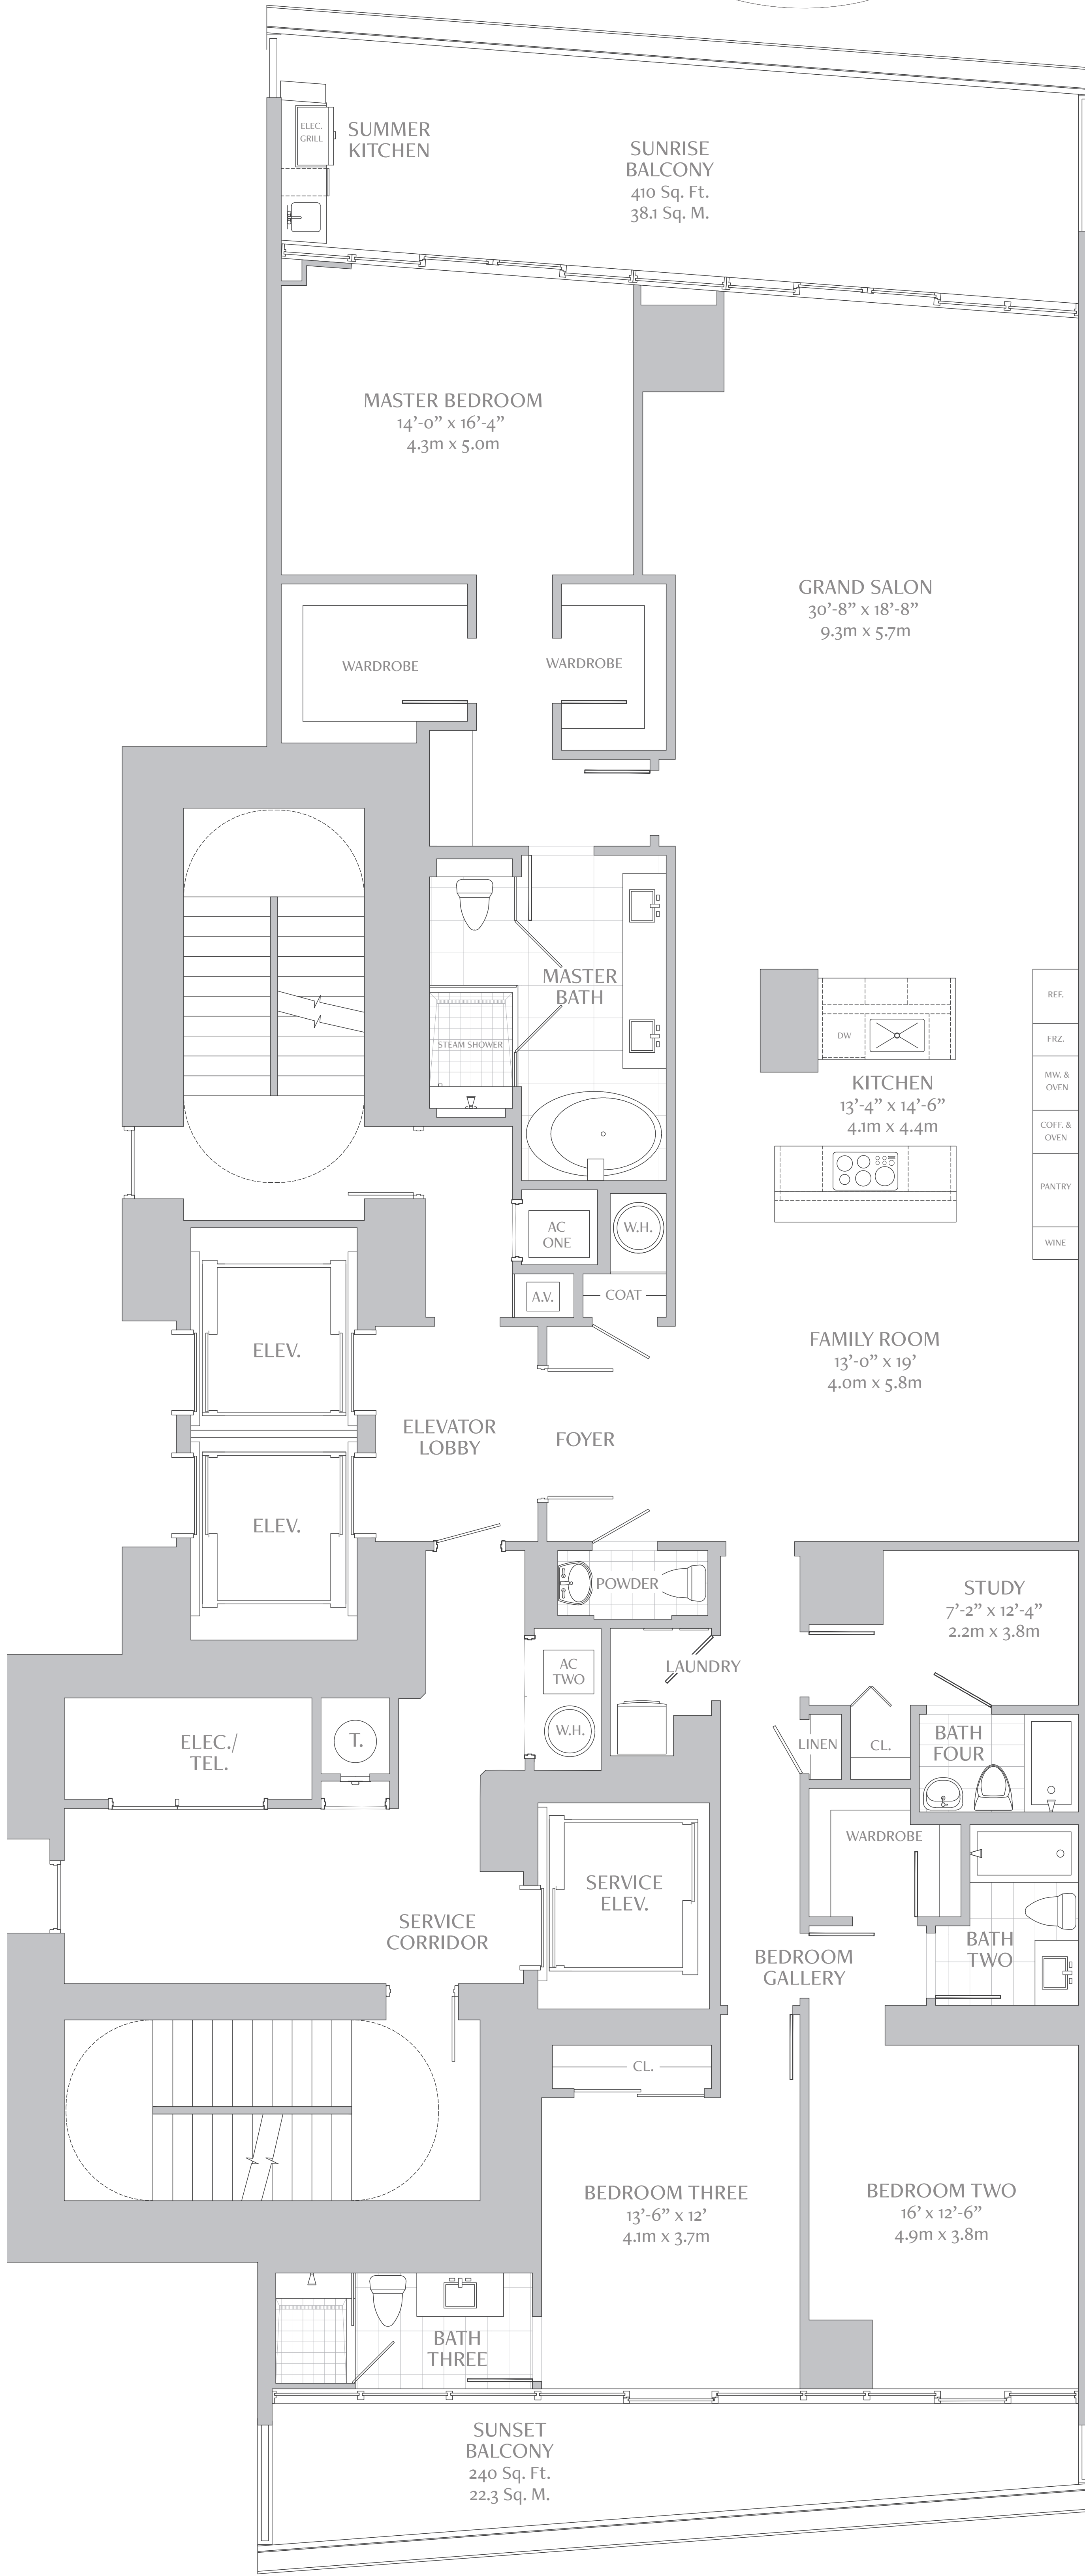 ELEC.
GRILL
SUMMER
KITCHEN
SUNRISE
BALCONY
410 Sq. Ft.
38.1 Sq. M.
MASTER BEDROOM
14’-0” x 16’-4”
4.3m x 5.0m
GRAND SALON
30’-8” x 18’-8”
9.3m x 5.7m
WARDROBE
WARDROBE
MASTER
BATH
STEAM SHOWER
DW
KITCHEN
13’-4” x 14’-6”
4.1m x 4.4m
REF.
FRZ.
MW. &
OVEN
COFF. &
OVEN
PANTRY
WINE
AC
ONE
W.H.
A.V.
COAT
ELEV.
FAMILY ROOM
13’-0” x 19’
4.0m x 5.8m
ELEVATOR
LOBBY
FOYER
ELEV.
POWDER
STUDY
7’-2” x 12’-4”
2.2m x 3.8m
AC
TWO
LAUNDRY
W.H.
ELEC./
TEL.
T.
LINEN
CL.
BATH
FOUR
WARDROBE
SERVICE
ELEV.
SERVICE
CORRIDOR
BEDROOM
GALLERY
BATH
TWO
CL.
BEDROOM THREE
13’-6” x 12’
4.1m x 3.7m
BEDROOM TWO
16’ x 12’-6”
4.9m x 3.8m
BATH
THREE
SUNSET
BALCONY
240 Sq. Ft.
22.3 Sq. M.